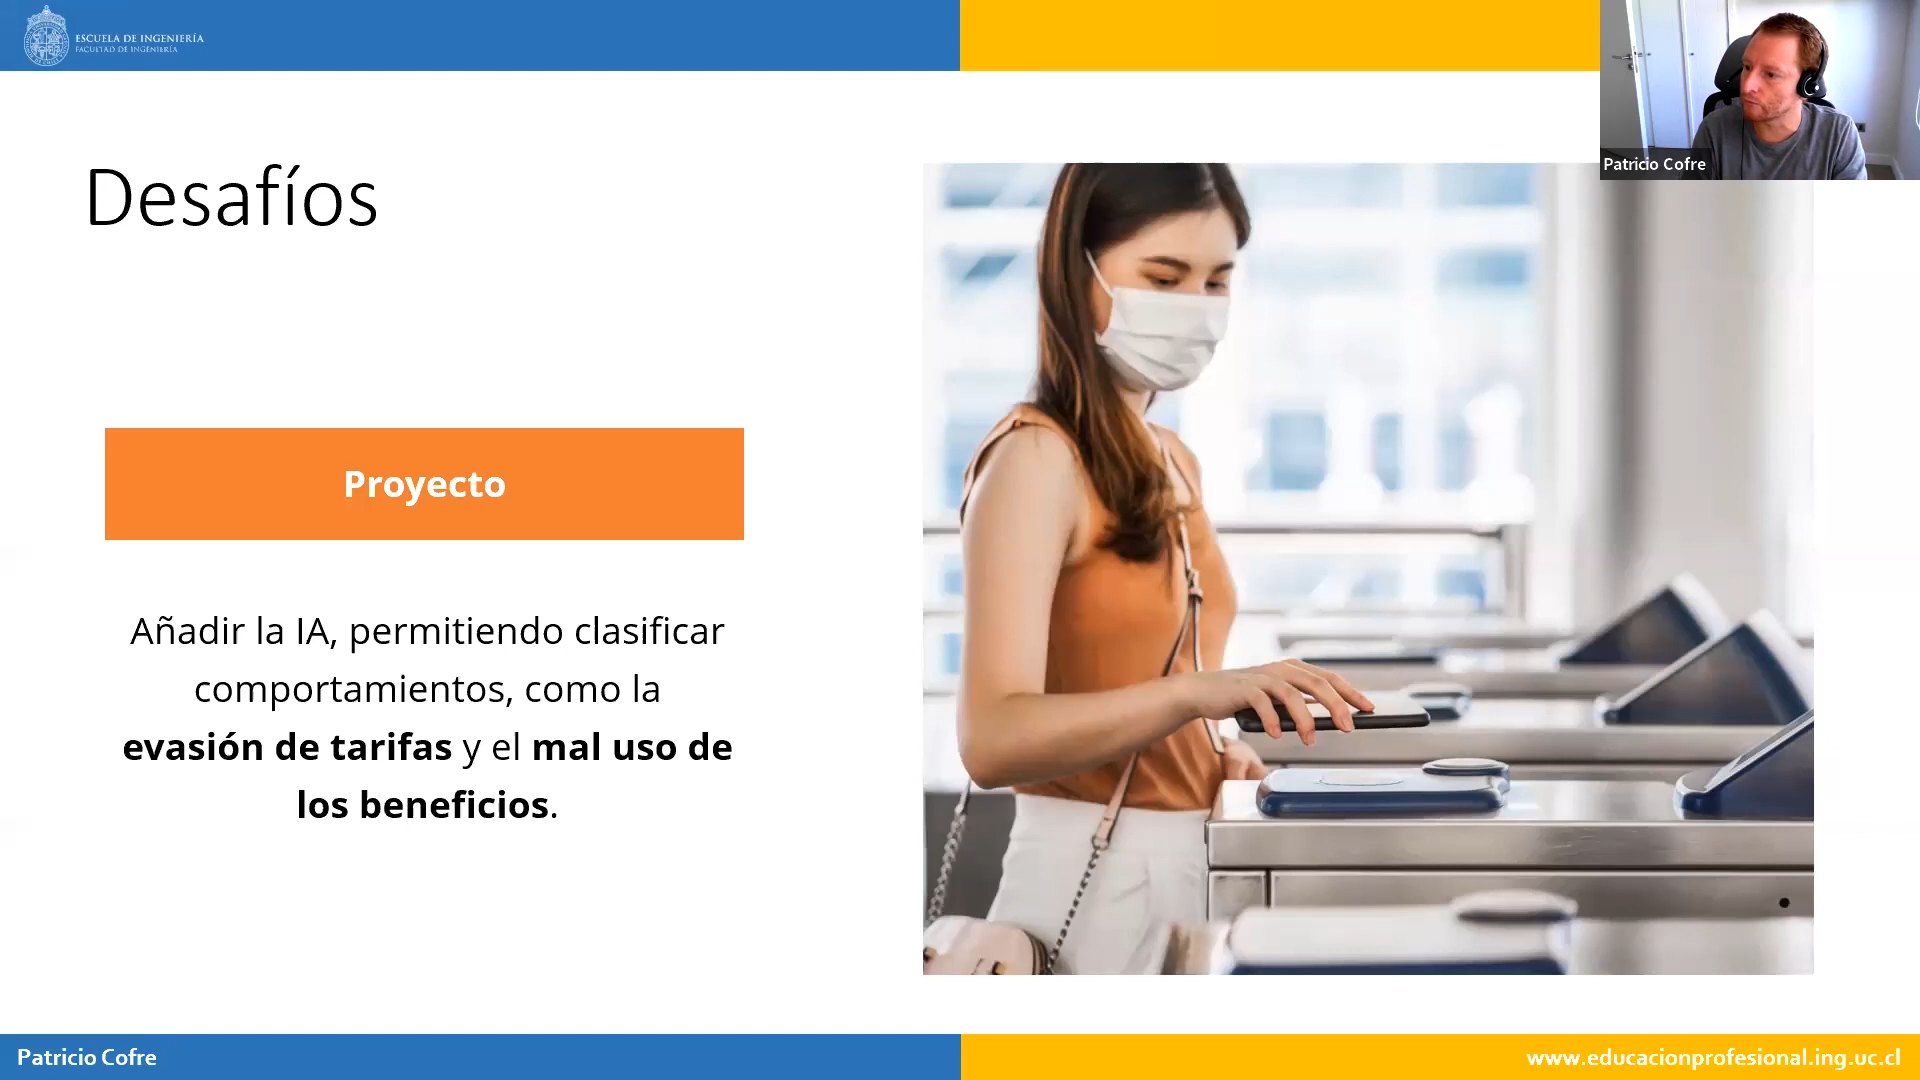 ESCUELA DE INGENIERÍA
FACULTAD DE INGENIERÍA
Patricio Cofre
Desafíos
Proyecto
Añadir la IA, permitiendo clasificar
comportamientos, como la
evasión de tarifas y el mal uso de
los beneficios.
Patricio Cofre
www.educacionprofesional.ing.uc.cl